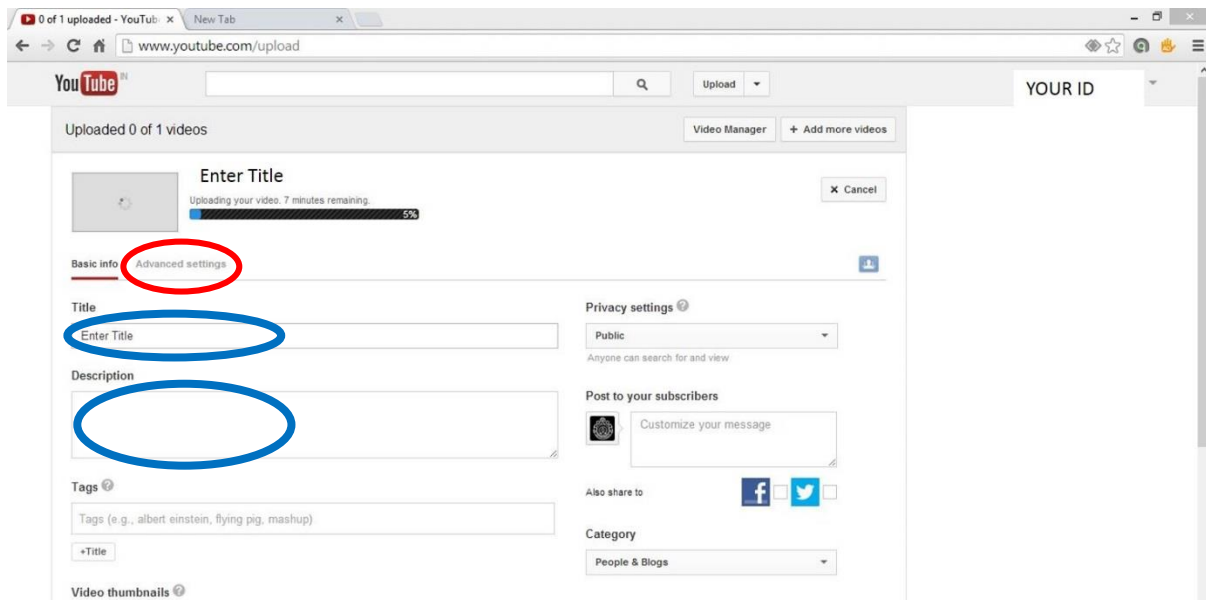 0 of 1 uploaded - YouTub
New Tab
www.youtube.com/upload
YouTube IN
Upload
YOUR ID
Uploaded 0 of 1 videos
Video Manager
+ Add more videos
Enter Title
Uploading your video. 7 minutes remaining.
5%
x Cancel
Basic info
Advanced settings
Title
Enter Title
Description
Tags
Tags (e.g., albert einstein, flying pig, mashup)
+Title
Video thumbnails
Privacy settings
Public
Anyone can search for and view
Post to your subscribers
Customize your message
Also share to
f
Category
People & Blogs